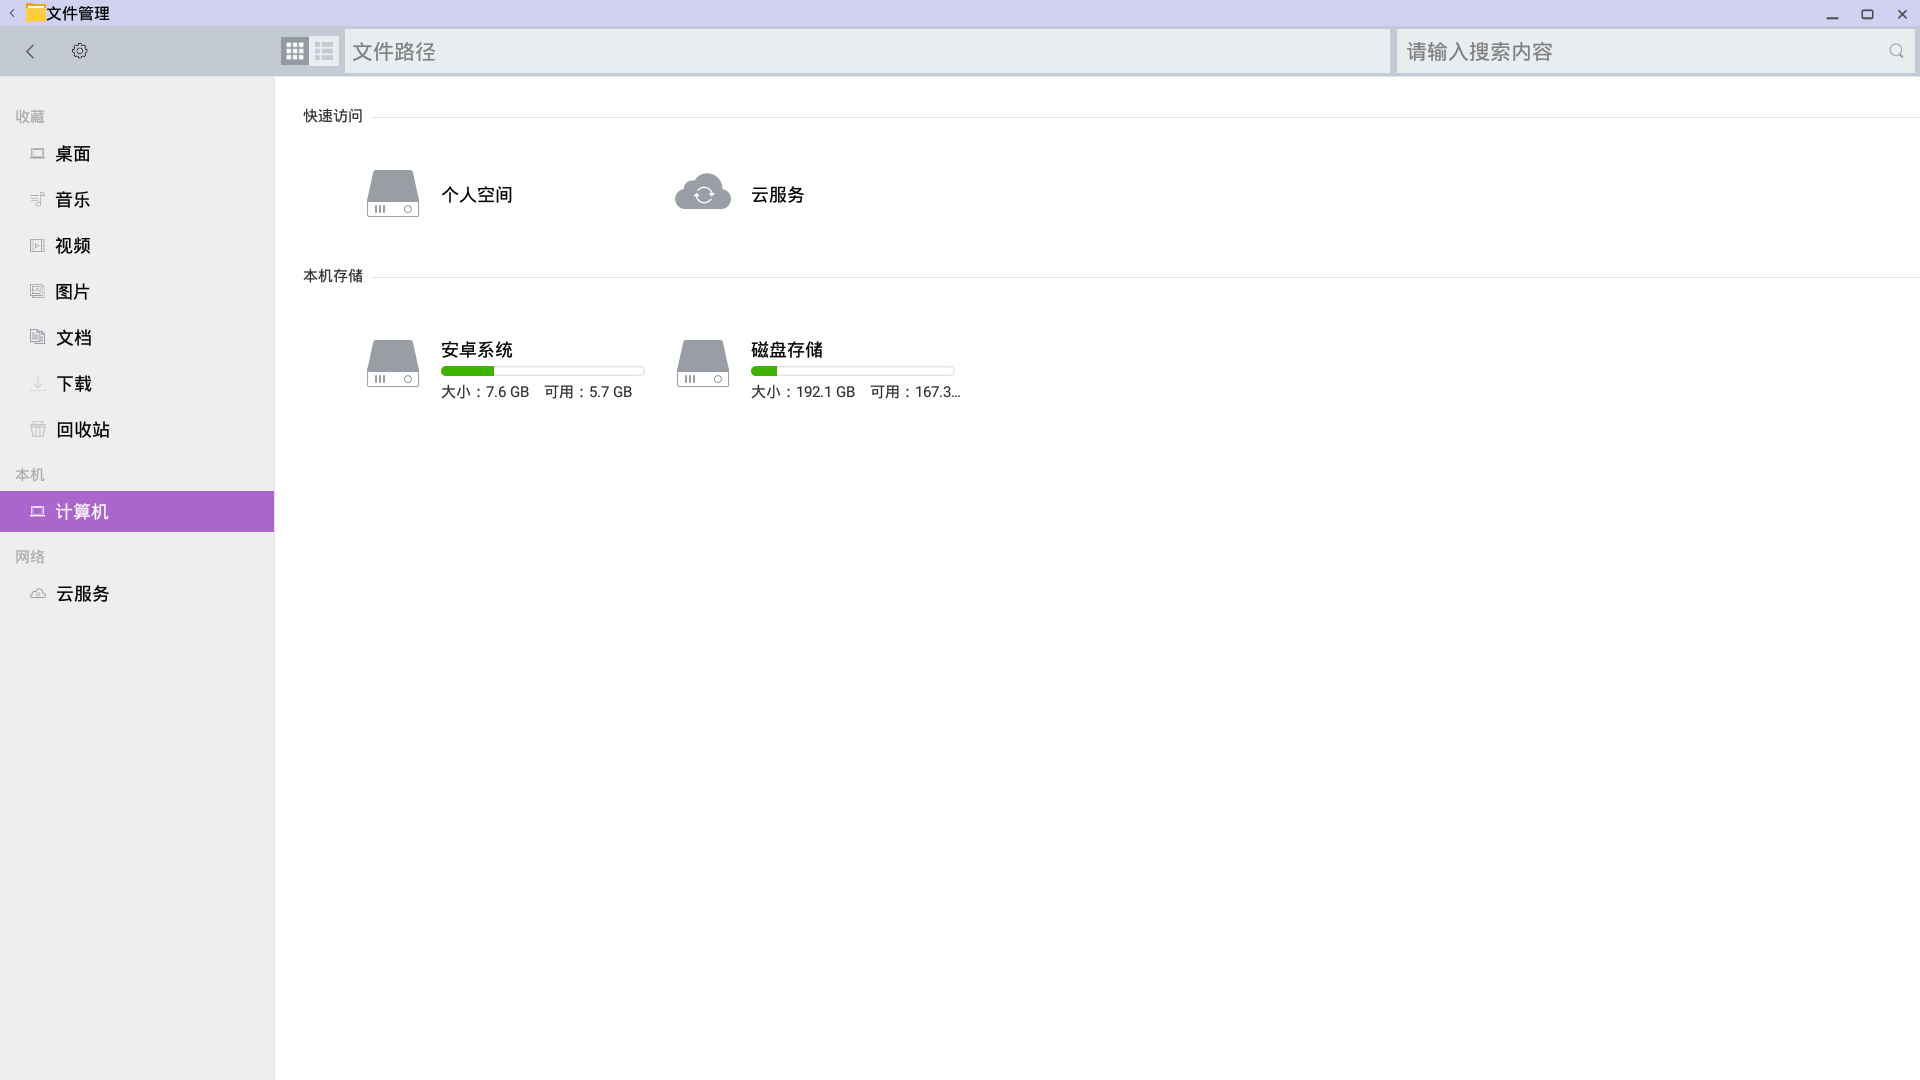 文件管理
文件路径
请输入搜索内容
收藏
桌面
音乐
视频
图片
文档
下载
回收站
本机
计算机
网络
云服务
快速访问
个人空间
云服务
本机存储
安卓系统
大小：7.6 GB 可用：5.7 GB
磁盘存储
大小：192.1 GB 可用：167.3...